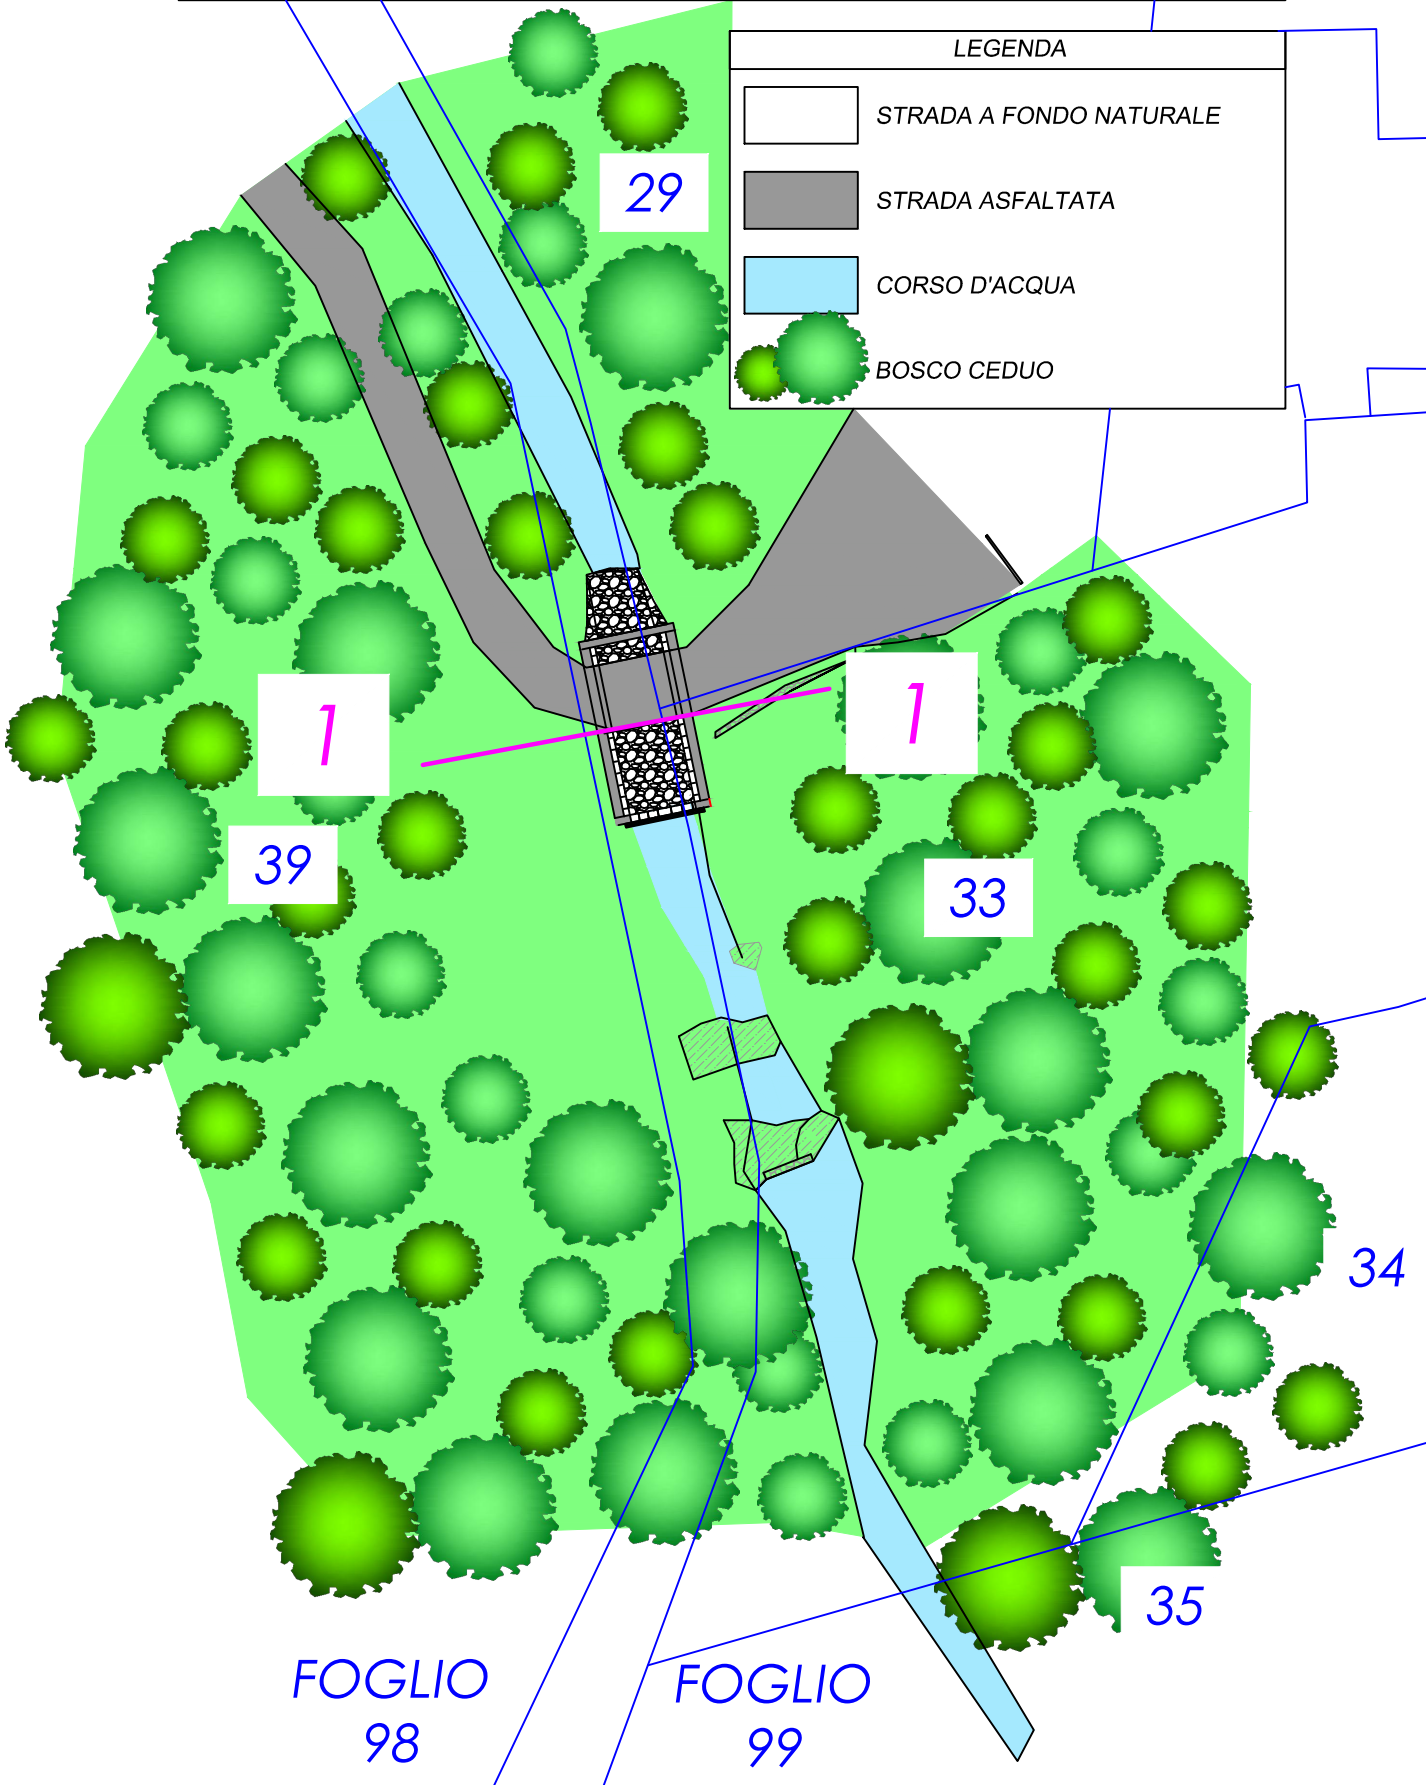 LEGENDA
STRADA A FONDO NATURALE
STRADA ASFALTATA
CORSO D'ACQUA
BOSCO CEDUO
29
1
1
39
33
34
35
FOGLIO
98
FOGLIO
99